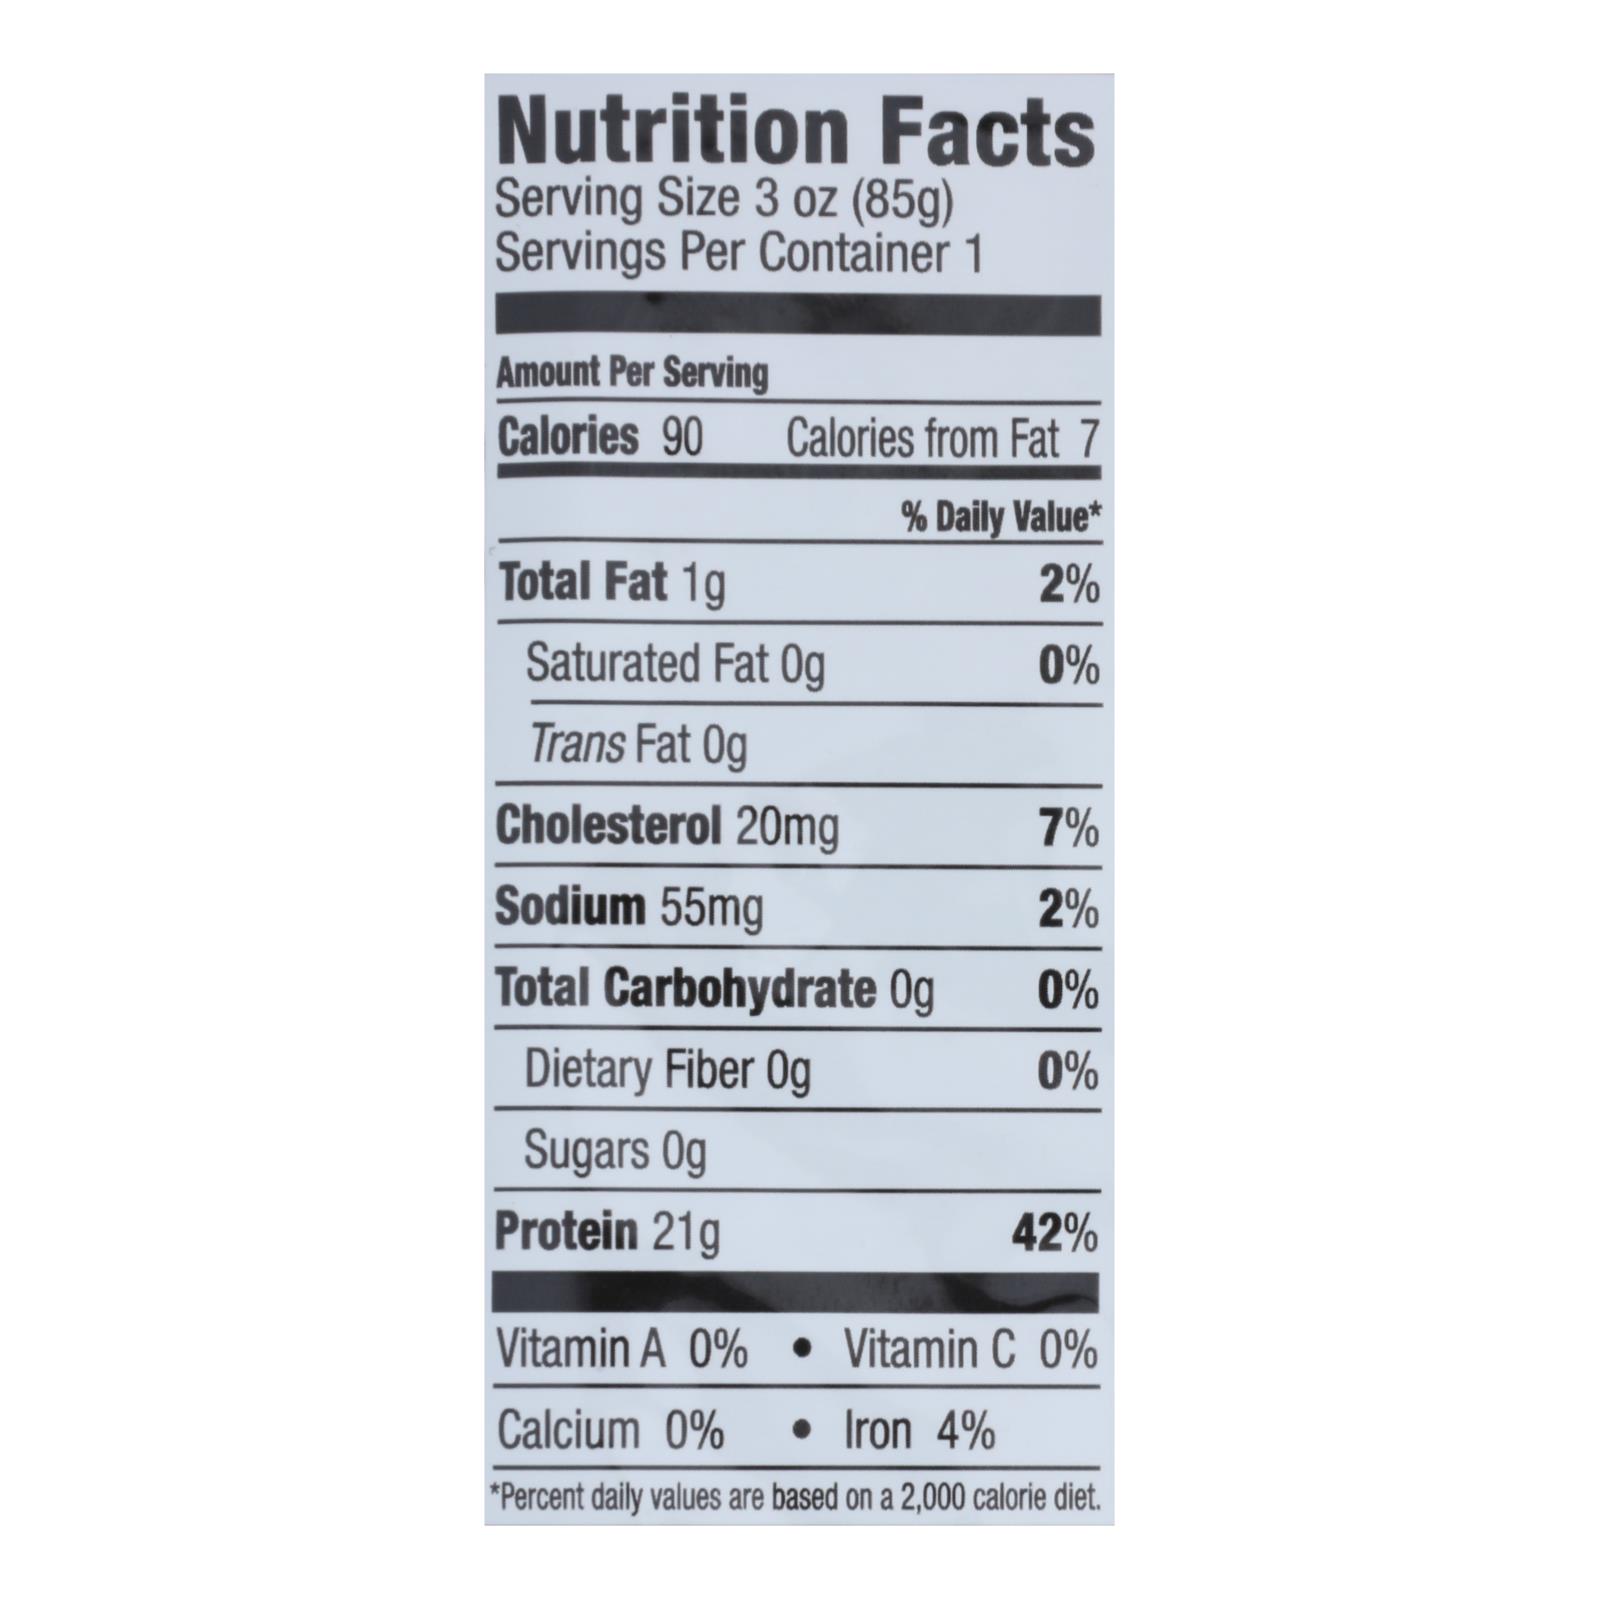 Nutrition Facts
Serving Size 3 oz (85g)
Servings Per Container 1
Amount Per Serving
Calories 90 Calories from Fat 7
% Daily Value*
Total Fat 1g 2%
Saturated Fat 0g 0%
Trans Fat 0g
Cholesterol 20mg 7%
Sodium 55mg 2%
Total Carbohydrate 0g 0%
Dietary Fiber 0g 0%
Sugars 0g
Protein 21g 42%
Vitamin A 0% • Vitamin C 0%
Calcium 0% • Iron 4%
*Percent daily values are based on a 2,000 calorie diet.